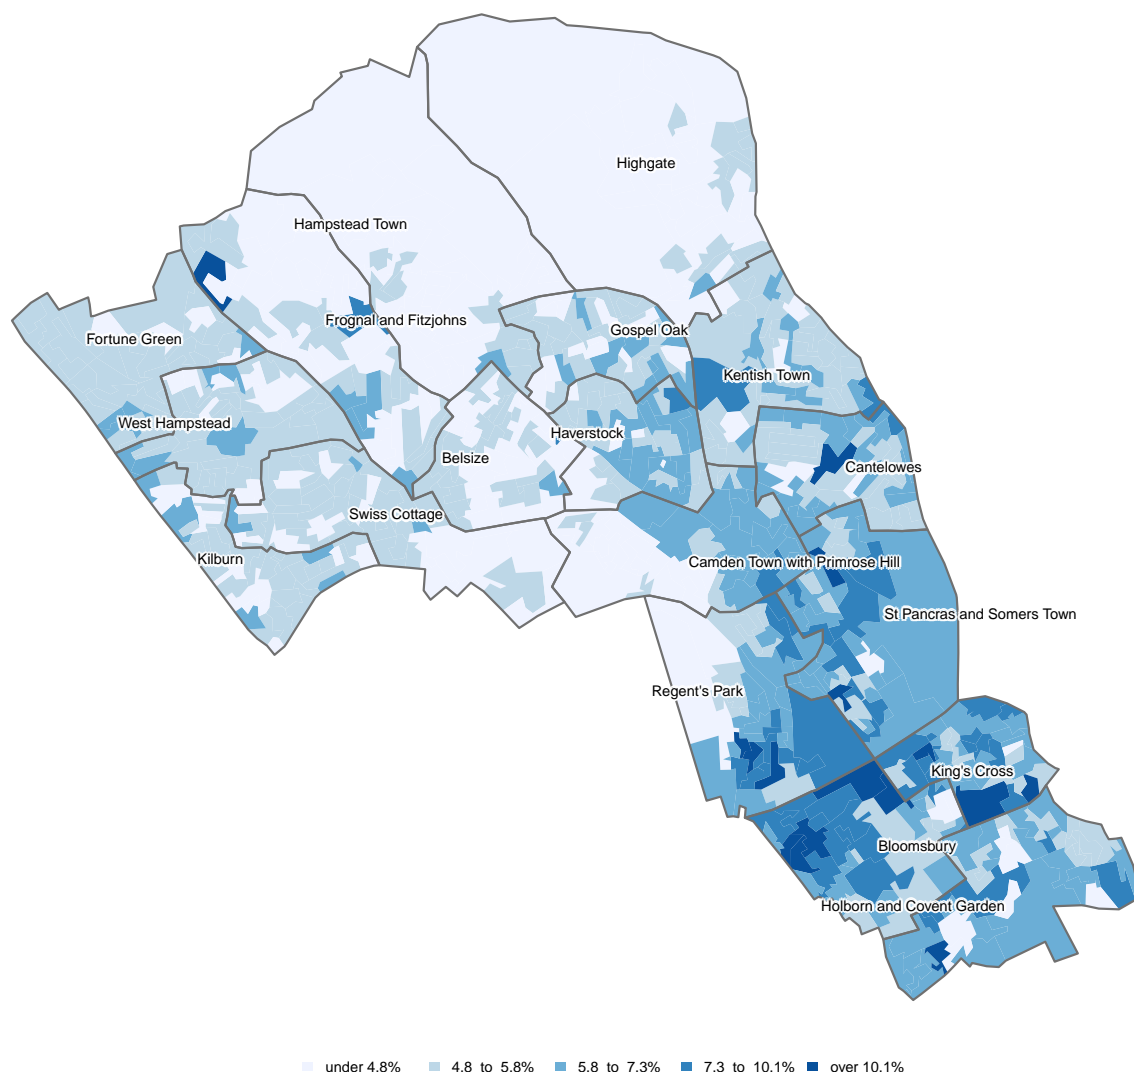 Highgate
Hampstead Town
Frognal and Fitzjohns
Gospel Oak
Fortune Green
Kentish Town
West Hampstead
Haverstock
Belsize
Cantelowes
Swiss Cottage
Kilburn
Camden Town with Primrose Hill
St Pancras and Somers Town
Regent's Park
King's Cross
Bloomsbury
Holborn and Covent Garden
under 4.8% 4.8 to 5.8% 5.8 to 7.3% 7.3 to 10.1% over 10.1%